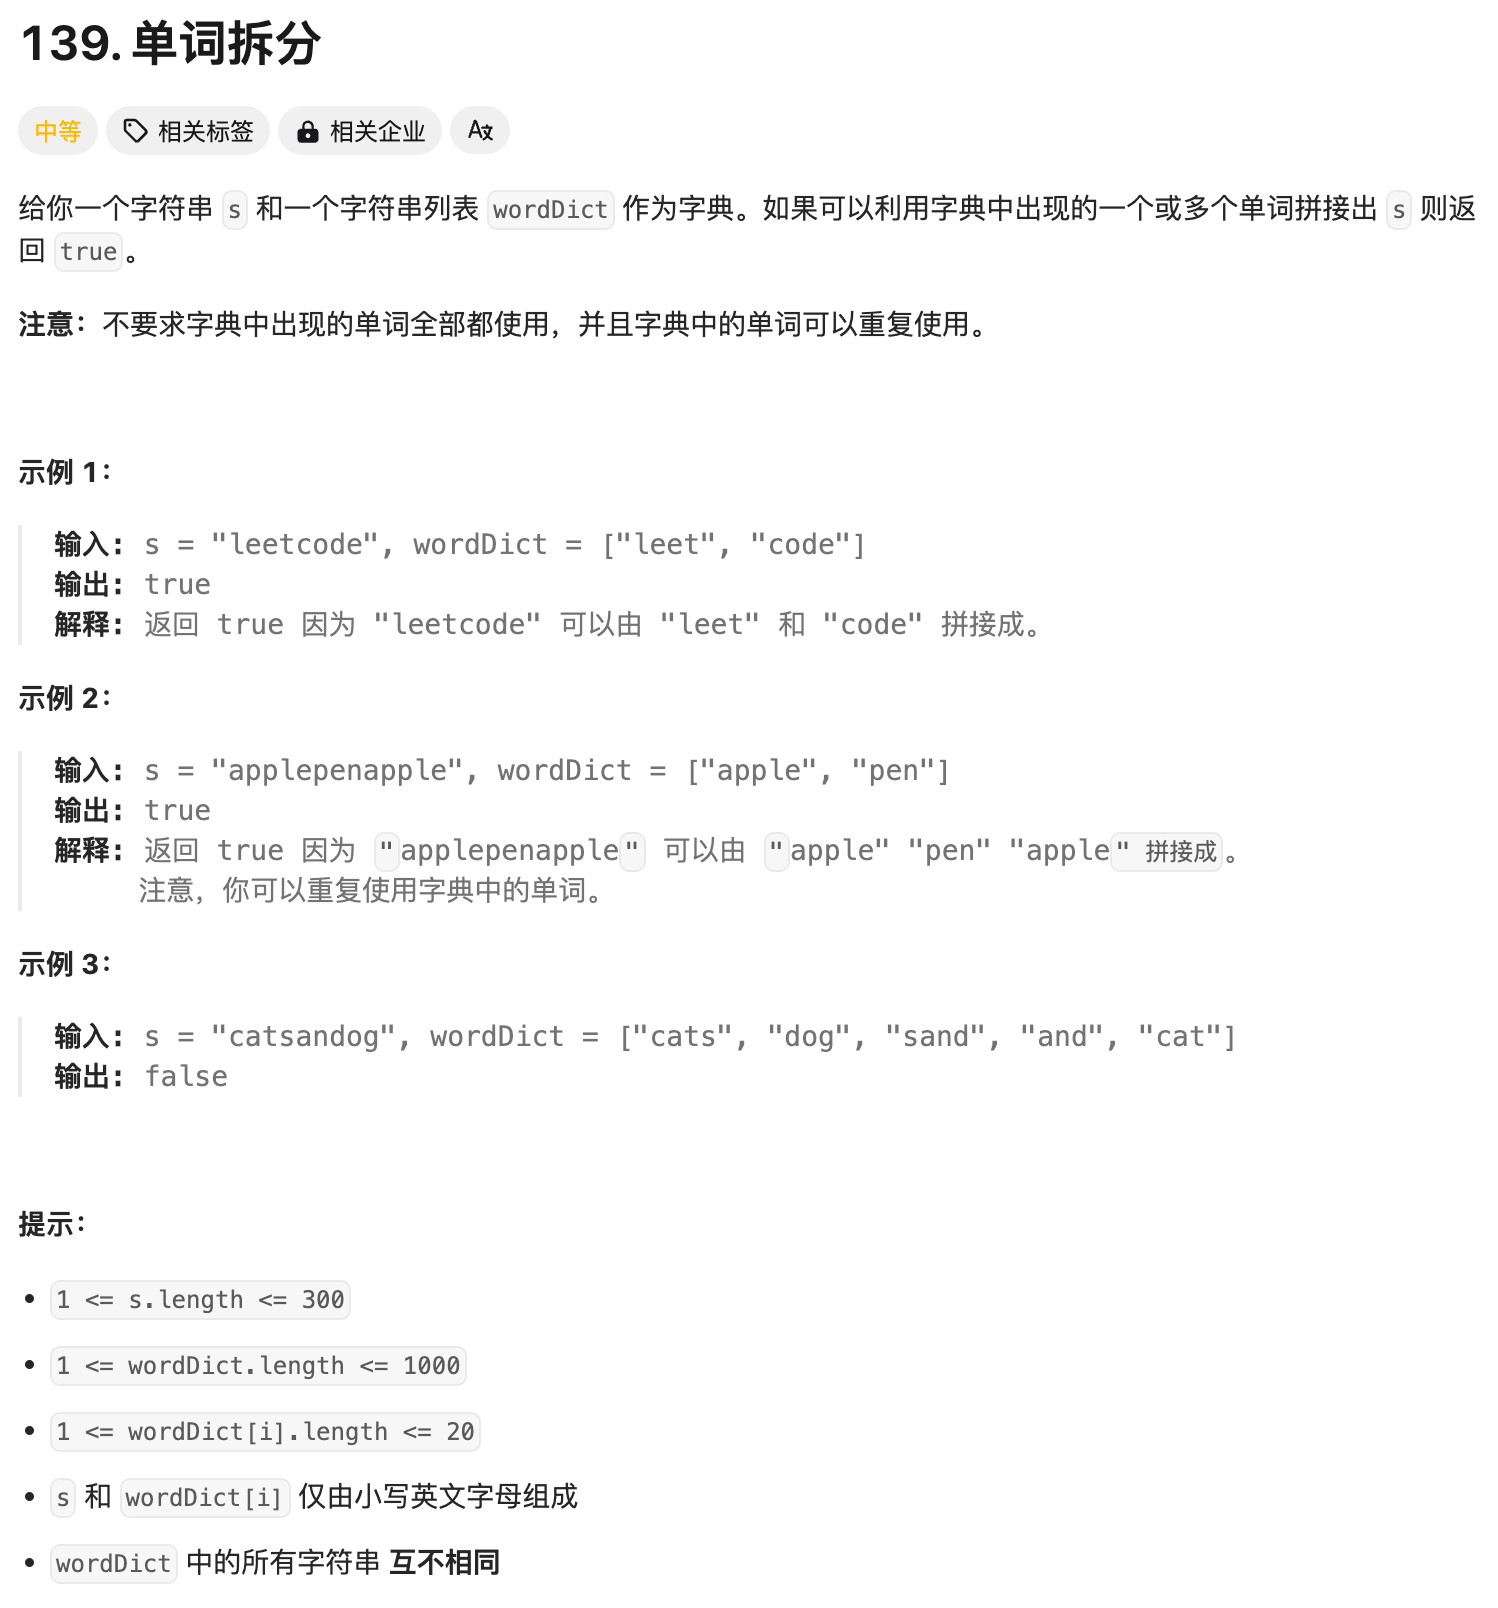 139. 单词拆分
中等 相关标签 相关企业 A文
给你一个字符串 s 和一个字符串列表 wordDict 作为字典。如果可以利用字典中出现的一个或多个单词拼接出 s 则返
回 true。
注意：不要求字典中出现的单词全部都使用，并且字典中的单词可以重复使用。
示例 1：
输入: s = "leetcode", wordDict = ["leet", "code"]
输出: true
解释: 返回 true 因为 "leetcode" 可以由 "leet" 和 "code" 拼接成。
示例 2：
输入: s = "applepenapple", wordDict = ["apple", "pen"]
输出: true
解释: 返回 true 因为 "applepenapple" 可以由 "apple" "pen" "apple" 拼接成。
注意，你可以重复使用字典中的单词。
示例 3：
输入: s = "catsandog", wordDict = ["cats", "dog", "sand", "and", "cat"]
输出: false
提示：
• 1 <= s.length <= 300
• 1 <= wordDict.length <= 1000
• 1 <= wordDict[i].length <= 20
• s 和 wordDict[i] 仅由小写英文字母组成
• wordDict 中的所有字符串 互不相同